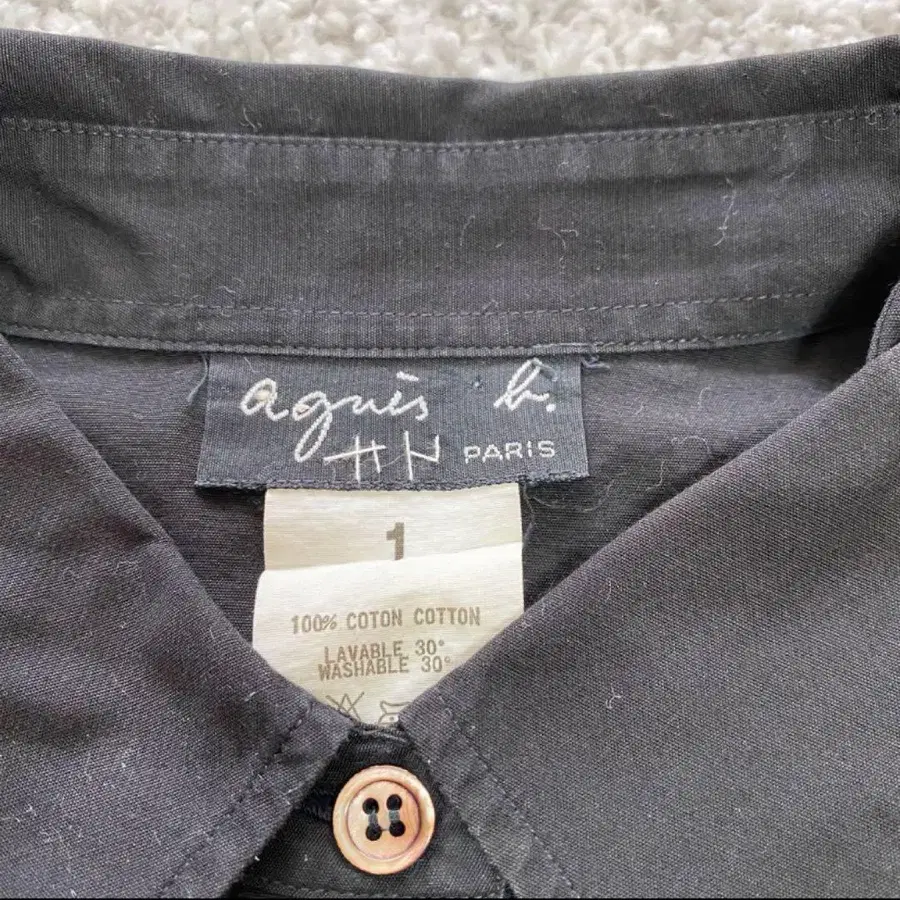 agnès b.
PARIS
1
100% COTON COTTON
LAVABLE 30°
WASHABLE 30°